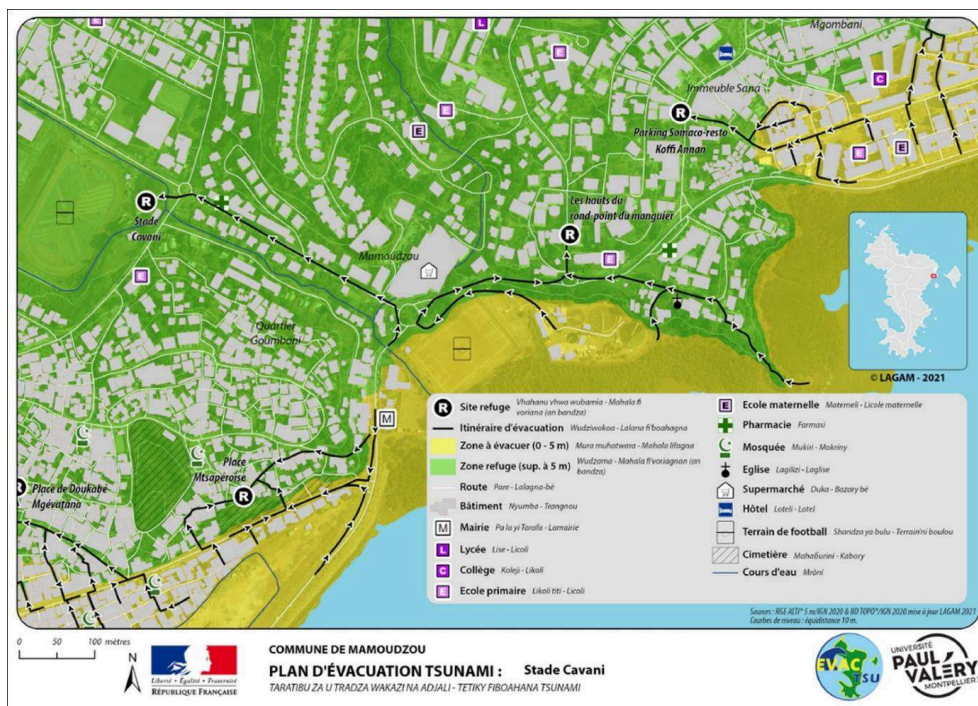 Mgombani
L
E
Hôtel
C
E
E
Immeuble Sana
R
E
E
Parking Somaco-resto
Koffi Annan
R
Stade
Cavani
Les hauts du
rond-point du manguier
R
E
Mamoudzau
E
Quartier
Goumbani
M
Place
Mtsapéroise
R
Place de Doukabé
Mgévatana
R
© LAGAM - 2021
R Site refuge Vhahanu vhwa wubamia - Mahala fi
voriana (an bandza)
Itinéraire d'évacuation Wudziwokoa - Lalana fi'boahagna
Zone à évacuer (0 - 5 m) Mura muhatwara - Mahala lifagna
Zone refuge (sup. à 5 m) Wudzama - Mahala fi'voriagnan (an
bandza)
Route Pare - Lalagna-bé
Bâtiment Nyumba - Trangnou
M Mairie Pa la yi Tarafa - Lamairie
L Lycée Lise - Licoli
C Collège Koleji - Likoli
E Ecole primaire Likoli titi - Licoli
E Ecole maternelle Materneli - Licole maternelle
Pharmacie Farmasi
Mosquée Mukiri - Mokriny
Eglise Lagilizi - Laglise
Supermarché Duka - Bazary bé
Hôtel Loteli - Lotel
Terrain de football Shandza ya bulu - Terrain'ni boulou
Cimetière Mahaburini - Kabory
Cours d'eau Mrôni
Sources : RGE ALTI® 5 m/IGN 2020 & BD TOPO®/IGN 2020 mise à jour LAGAM 2021
Courbes de niveau : équidistance 10 m.
0 50 100 mètres
N
Liberté • Égalité • Fraternité
RÉPUBLIQUE FRANÇAISE
COMMUNE DE MAMOUDZOU
PLAN D'ÉVACUATION TSUNAMI : Stade Cavani
TARATIBU ZA U TRADZA WAKAZI NA ADJALI - TETIKY FIBOAHANA TSUNAMI
EVAC
TSU
UNIVERSITÉ
PAUL
VALÉRY
MONTPELLIER